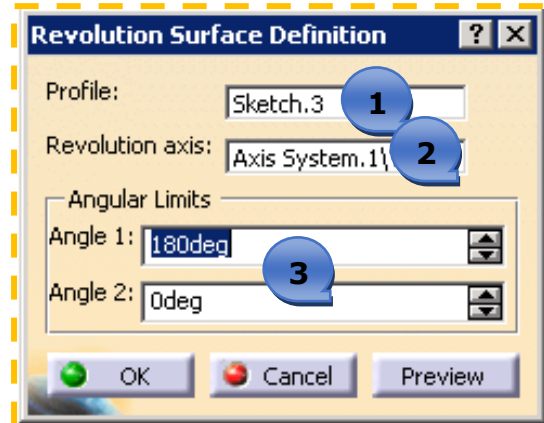 Revolution Surface Definition ? X
Profile: Sketch.3 1
Revolution axis: Axis System.1\ 2
Angular Limits
Angle 1: 180deg
3
Angle 2: 0deg
OK Cancel Preview